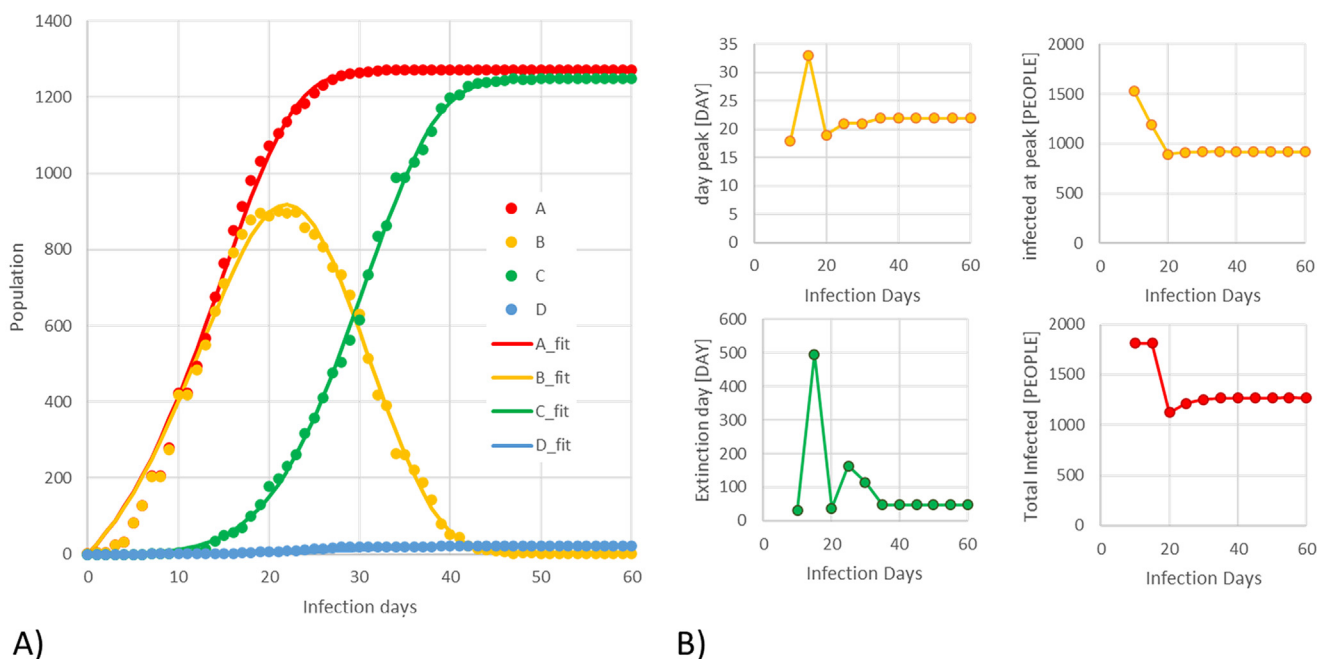 1400
1200
1000
800
600
400
200
0
Population
0 10 20 30 40 50 60
Infection days
A
B
C
D
A_fit
B_fit
C_fit
D_fit
A)
35
30
25
20
15
10
5
0
day peak [DAY]
0 20 40 60
Infection Days
2000
1500
1000
500
0
infected at peak [PEOPLE]
0 20 40 60
Infection Days
600
500
400
300
200
100
0
Extinction day [DAY]
0 20 40 60
Infection Days
2000
1500
1000
500
0
Total Infected [PEOPLE]
0 20 40 60
Infection Days
B)